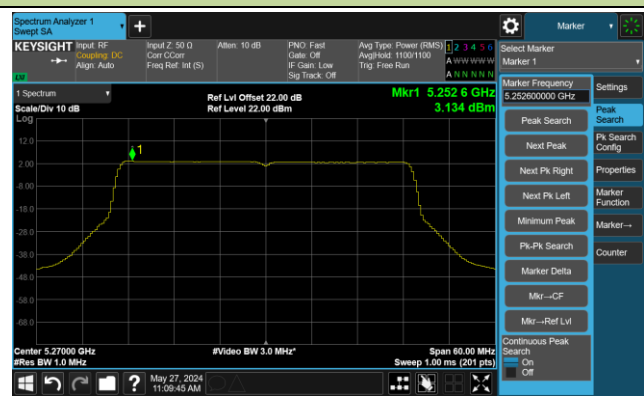 Spectrum Analyzer 1
Swept SA
Marker
KEYSIGHT
Input: RF
Coupling: DC
Align: Auto
Input Z: 50 Ω
Corr CCorr
Freq Ref: Int (S)
Atten: 10 dB
PNO: Fast
Gate: Off
IF Gain: Low
Sig Track: Off
Avg Type: Power (RMS)
Avg|Hold: 1100/1100
Trig: Free Run
1 2 3 4 5 6
A W W W W W
A N N N N N
LXI
Select Marker
Marker 1
1 Spectrum
Scale/Div 10 dB
Log
Ref Lvl Offset 22.00 dB
Ref Level 22.00 dBm
Mkr1 5.252 6 GHz
3.134 dBm
12.0
2.00
-8.00
-18.0
-28.0
-38.0
-48.0
-58.0
-68.0
1
Center 5.27000 GHz
#Res BW 1.0 MHz
#Video BW 3.0 MHz*
Span 60.00 MHz
Sweep 1.00 ms (201 pts)
Marker Frequency
5.252600000 GHz
Peak Search
Next Peak
Next Pk Right
Next Pk Left
Minimum Peak
Pk-Pk Search
Marker Delta
Mkr→CF
Mkr→Ref Lvl
Continuous Peak
Search
On
Off
Settings
Peak
Search
Pk Search
Config
Properties
Marker
Function
Marker→
Counter
May 27, 2024
11:09:45 AM